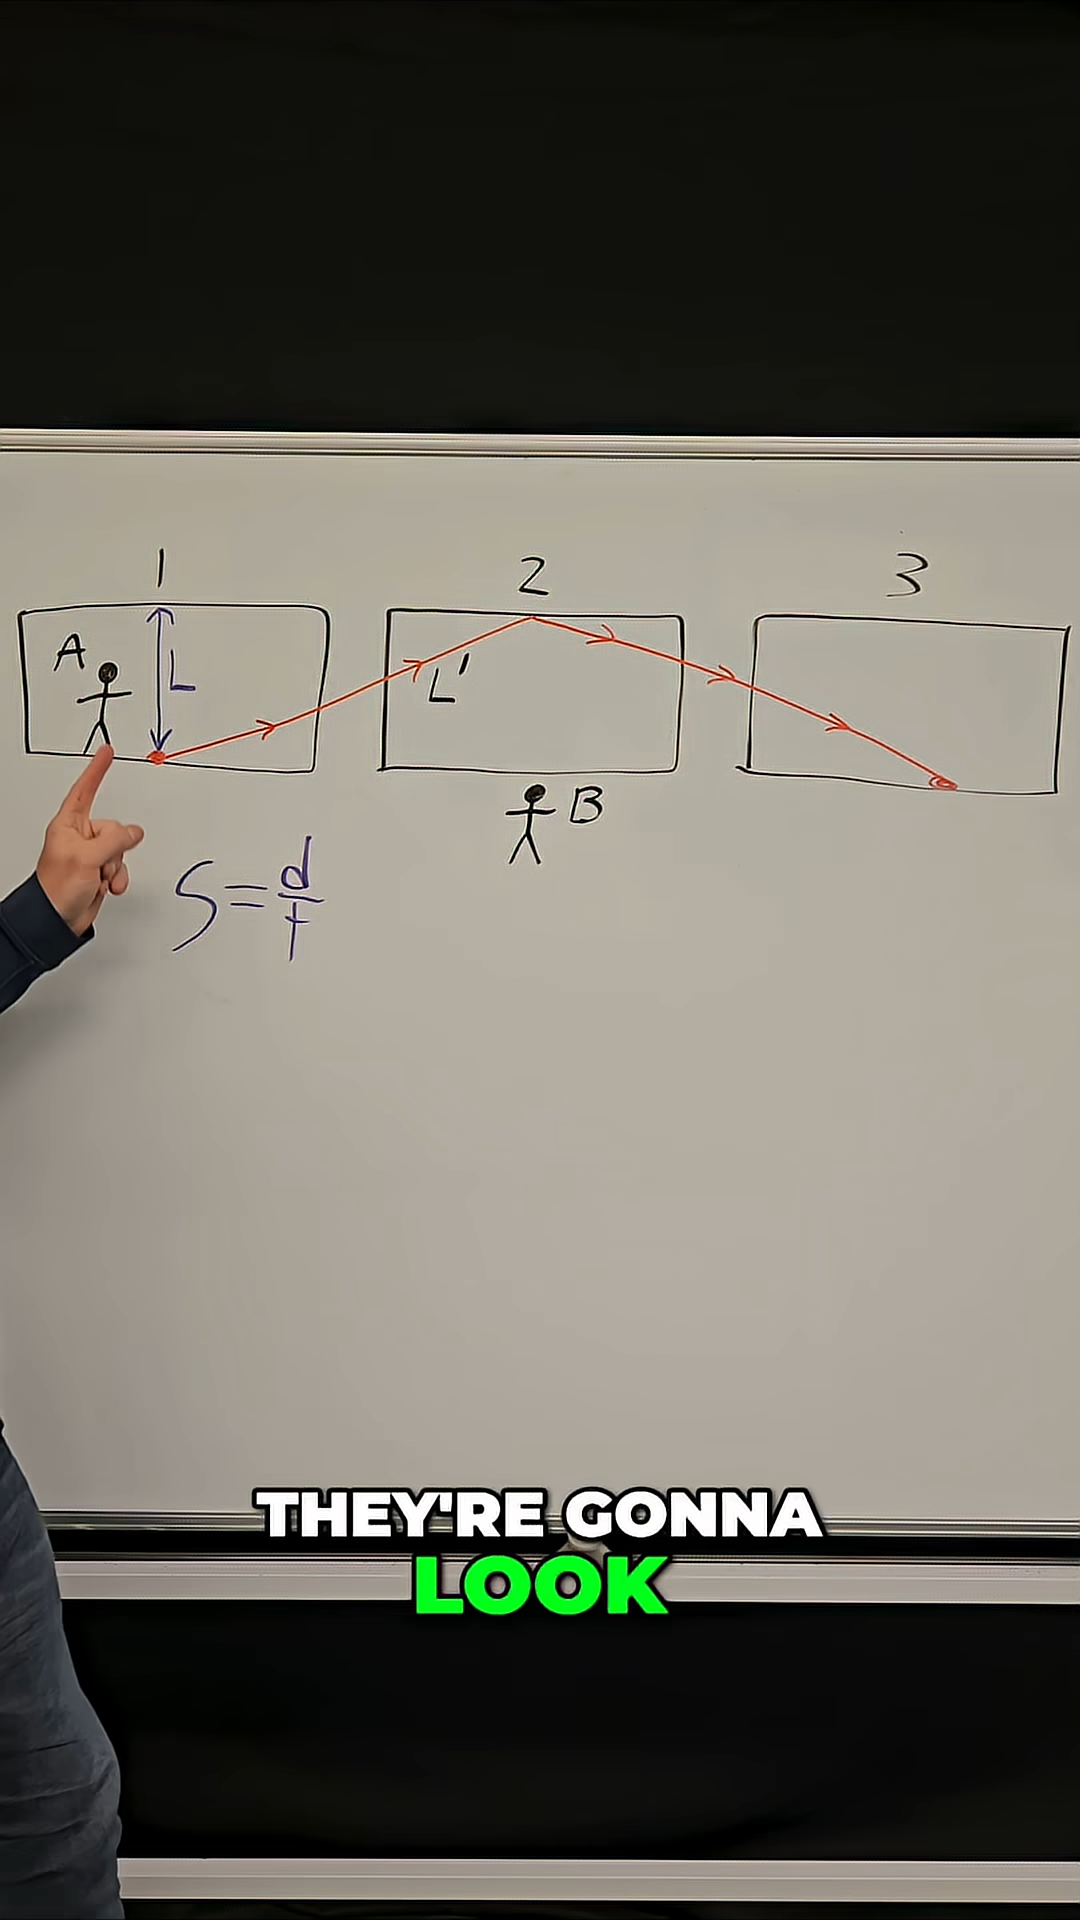 1 2 3
A
L
L'
B
S = d/t
THEY'RE GONNA
LOOK